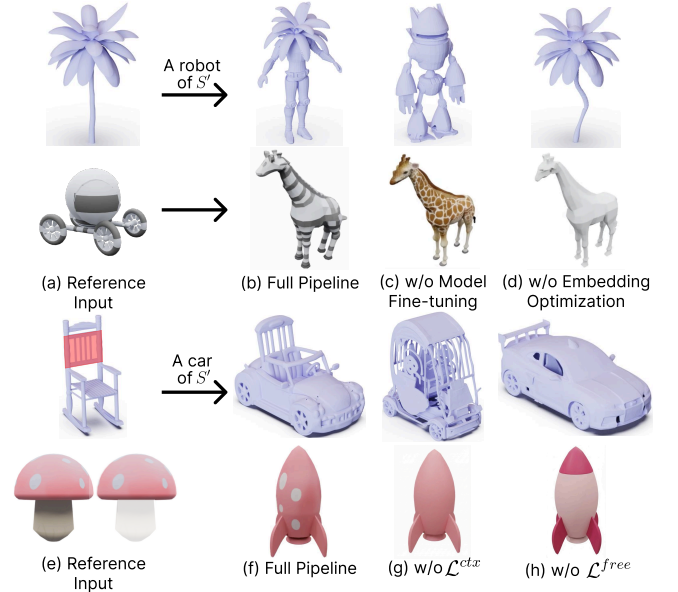 A robot
of S′
(a) Reference
Input
(b) Full Pipeline
(c) w/o Model
Fine-tuning
(d) w/o Embedding
Optimization
A car
of S′
(e) Reference
Input
(f) Full Pipeline
(g) w/o ℒ^{ctx}
(h) w/o ℒ^{free}